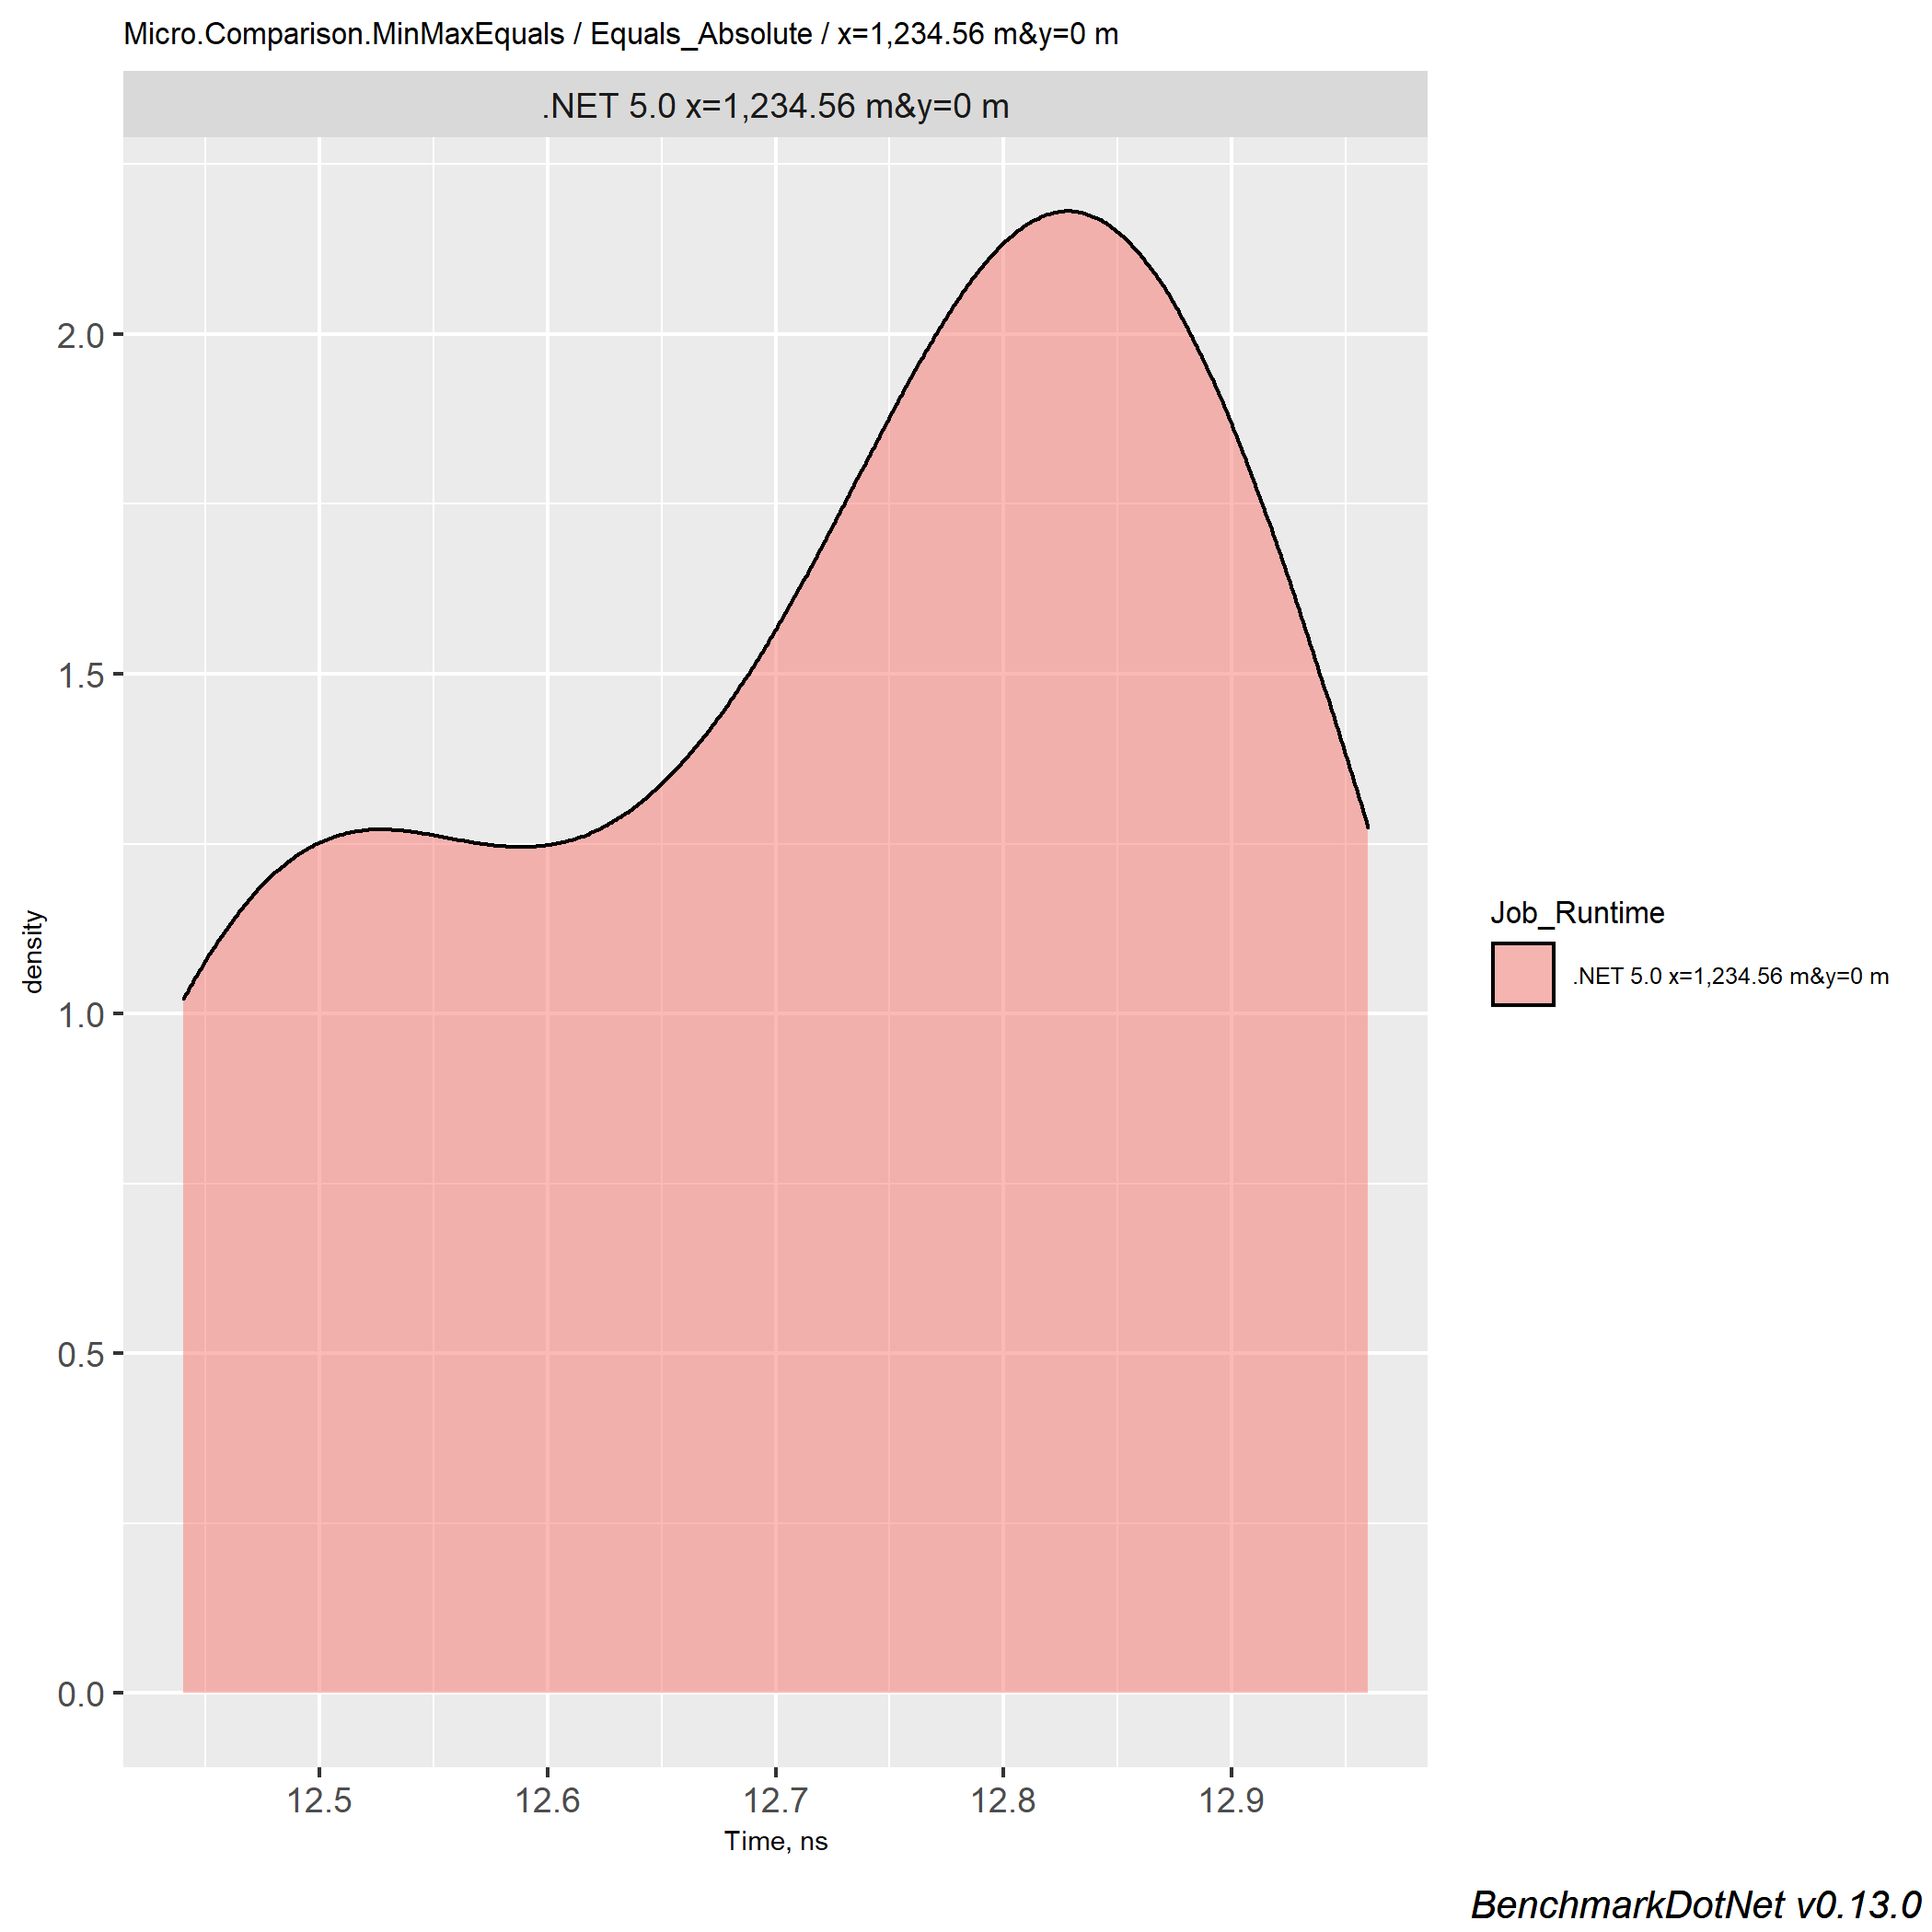 Micro.Comparison.MinMaxEquals / Equals_Absolute / x=1,234.56 m&y=0 m
.NET 5.0 x=1,234.56 m&y=0 m
2.0
1.5
1.0
0.5
0.0
density
12.5 12.6 12.7 12.8 12.9
Time, ns
Job_Runtime
.NET 5.0 x=1,234.56 m&y=0 m
BenchmarkDotNet v0.13.0